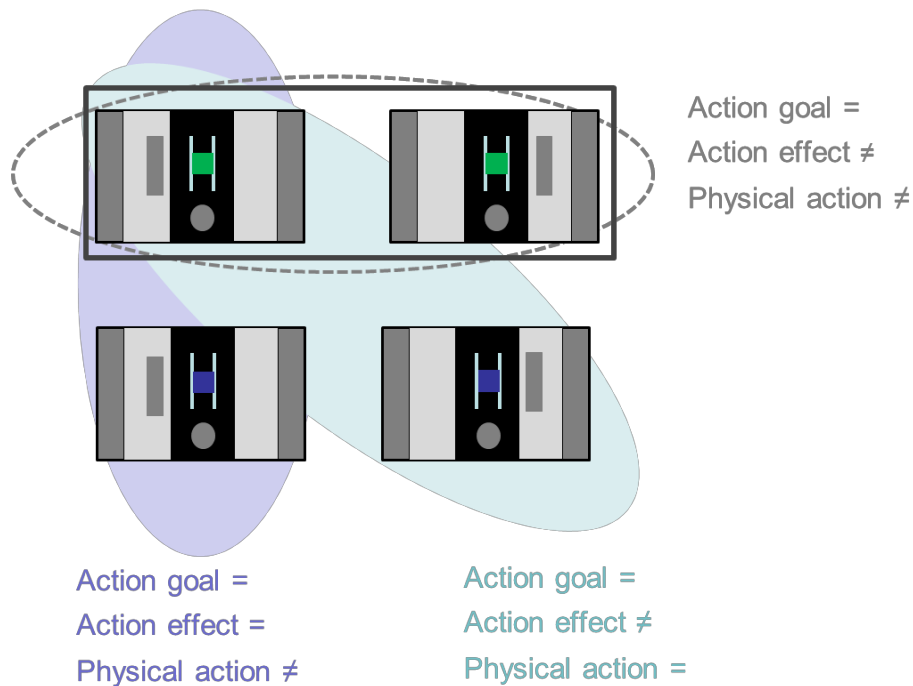 Action goal =
Action effect ≠
Physical action ≠
Action goal =
Action effect =
Physical action ≠
Action goal =
Action effect ≠
Physical action =